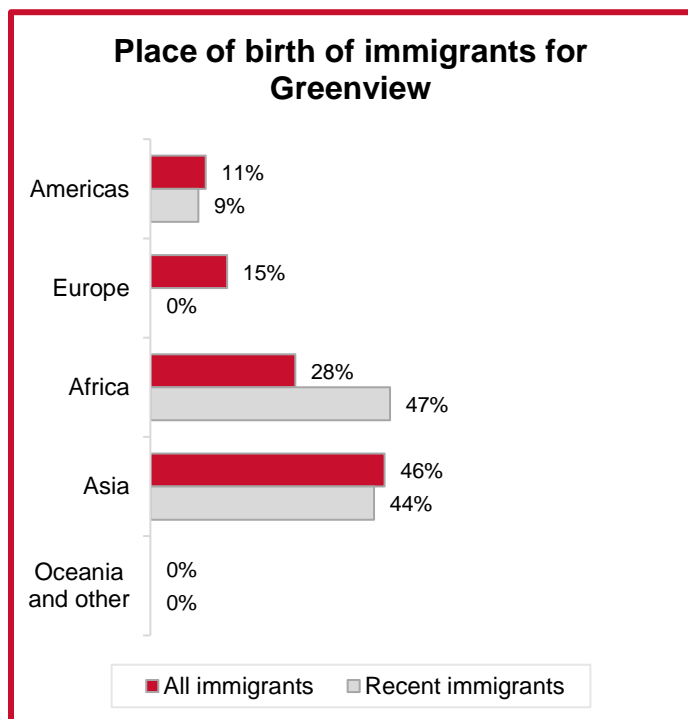 Place of birth of immigrants for
Greenview
Americas
11%
9%
Europe
15%
0%
Africa
28%
47%
Asia
46%
44%
Oceania
and other
0%
0%
All immigrants
Recent immigrants